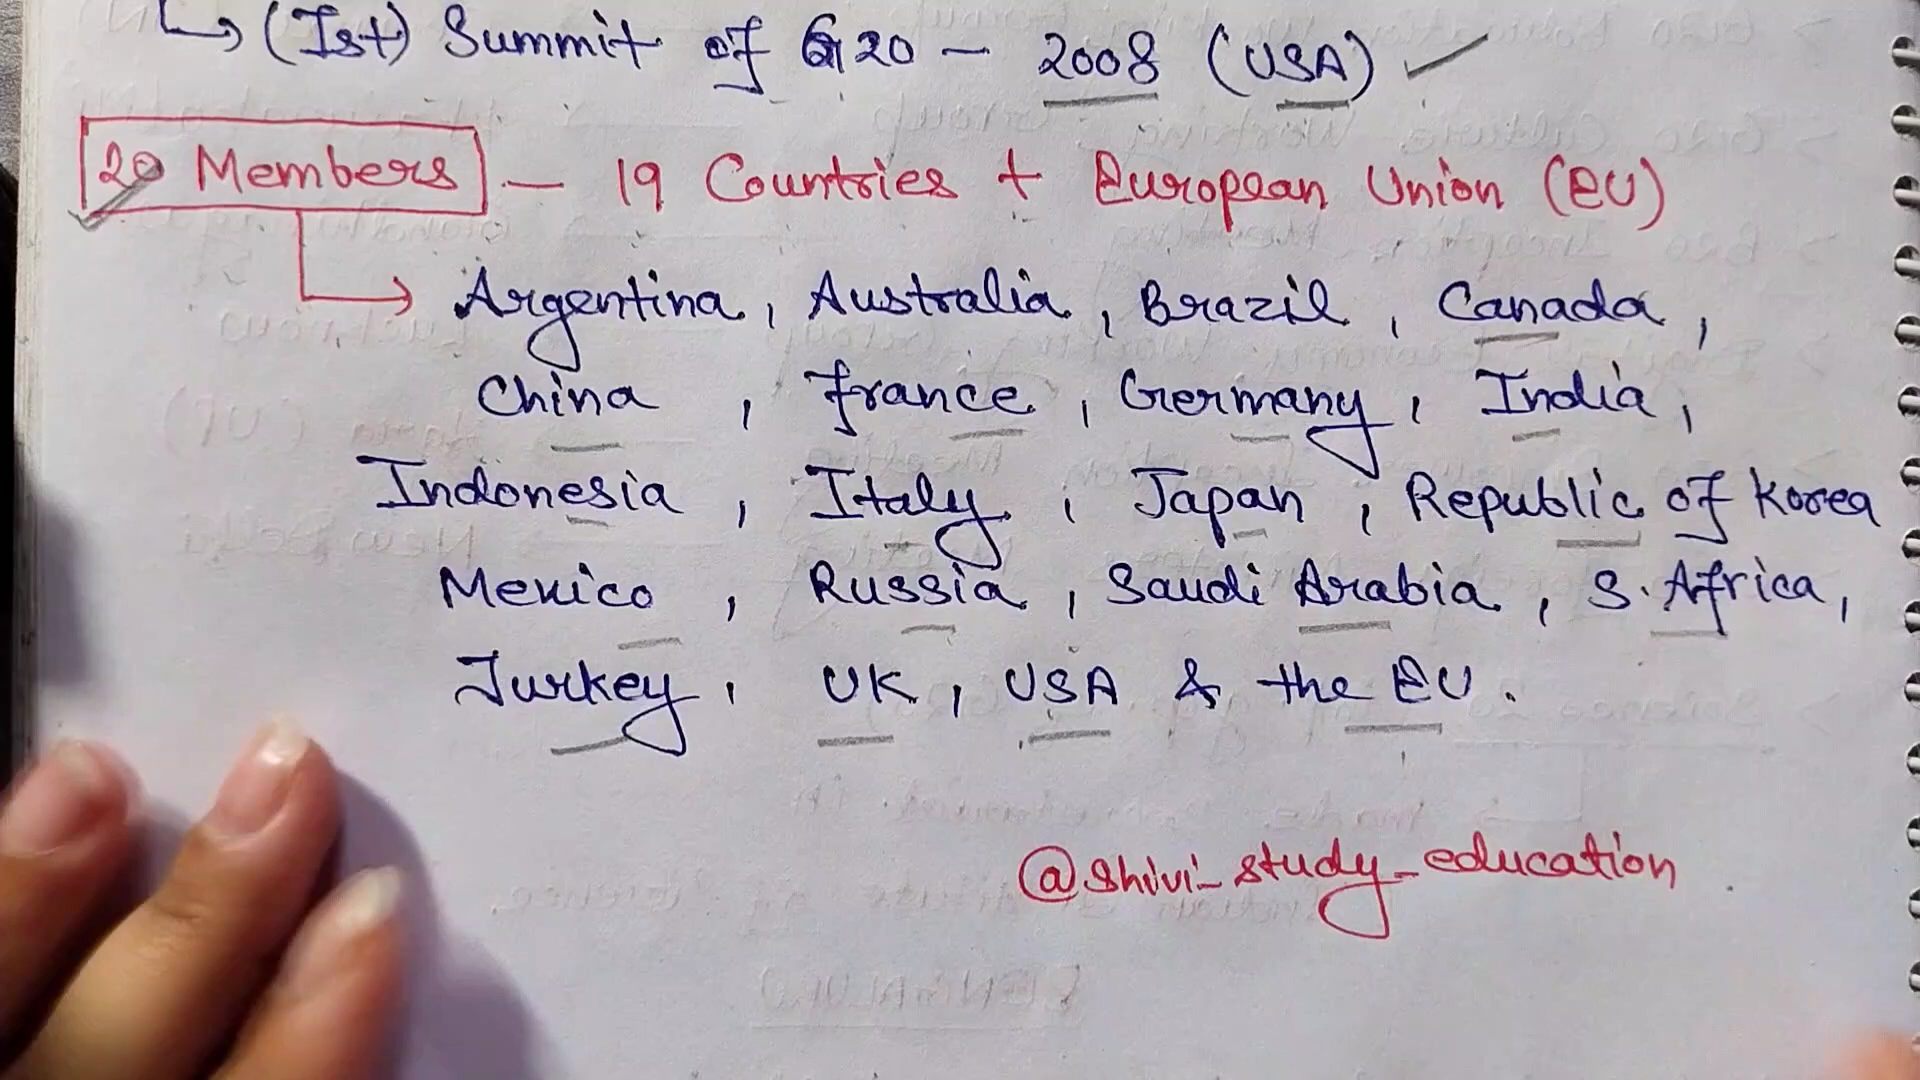 ↳ (Ist) Summit of G20 - 2008 (USA) ✓
20 Members - 19 Countries + European Union (EU)
→ Argentina, Australia, Brazil, Canada,
China, France, Germany, India,
Indonesia, Italy, Japan, Republic of Korea
Mexico, Russia, Saudi Arabia, S. Africa,
Turkey, UK, USA & the EU.
@shivi_study_education